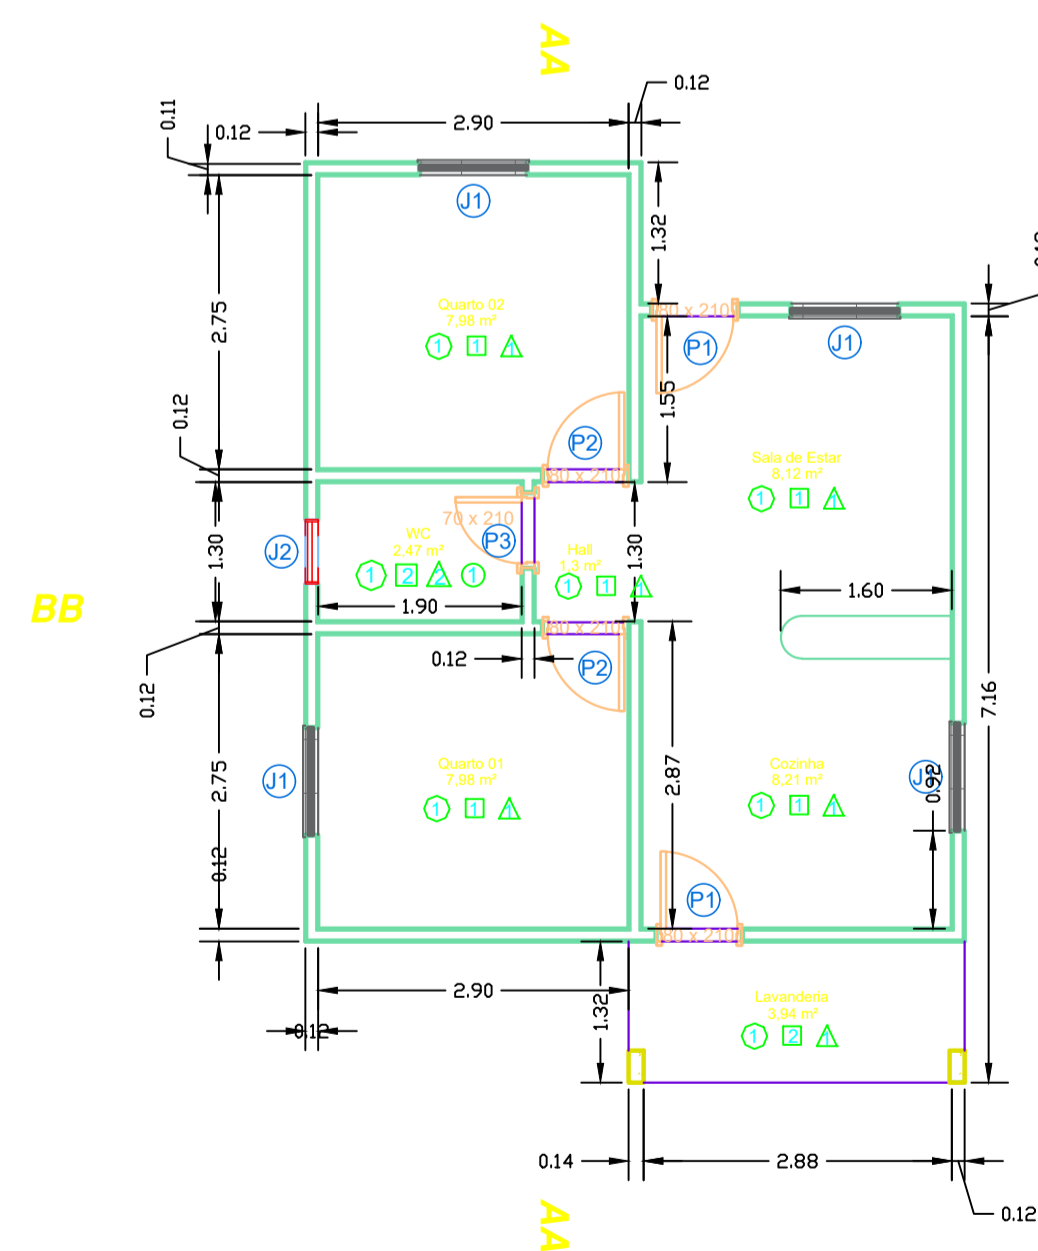 AA
0.12
0.11
0.12
2.90
J1
1.32
80 x 210
P1
J1
2.75
Quarto 02
7,98 m²
1 1 1
1.55
0.12
P2
80 x 210
Sala de Estar
8,12 m²
1 1 1
70 x 210
P3
WC
2,47 m²
1 2 2 1
J2
1.30
Hall
1,3 m²
1 1 1
1.30
1.60
BB
1.90
80 x 210
0.12
P2
0.12
7.16
Quarto 01
7,98 m²
1 1 1
J1
2.75
2.87
Cozinha
8,21 m²
1 1 1
0.92
0.12
P1
80 x 210
2.90
0.12
1.32
Lavanderia
3,94 m²
1 2 1
0.14
2.88
0.12
AA